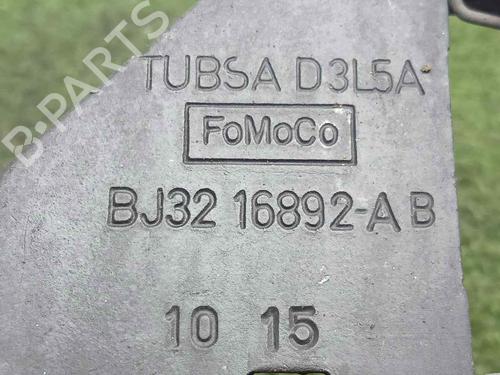 TUBSA D3L5A
FoMoCo
BJ32 16892-AB
10 15
B-PARTS